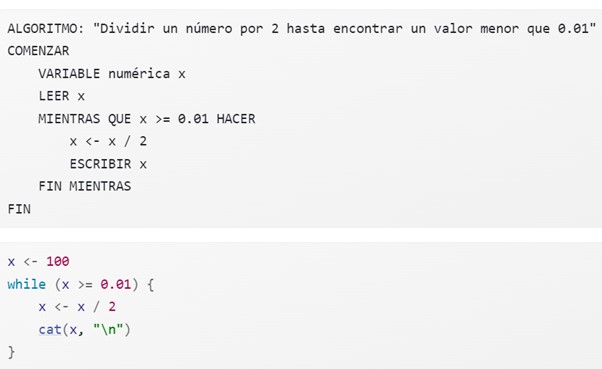 ALGORITMO: "Dividir un número por 2 hasta encontrar un valor menor que 0.01"
COMENZAR
    VARIABLE numérica x
    LEER x
    MIENTRAS QUE x >= 0.01 HACER
        x <- x / 2
        ESCRIBIR x
    FIN MIENTRAS
FIN
x <- 100
while (x >= 0.01) {
    x <- x / 2
    cat(x, "\n")
}